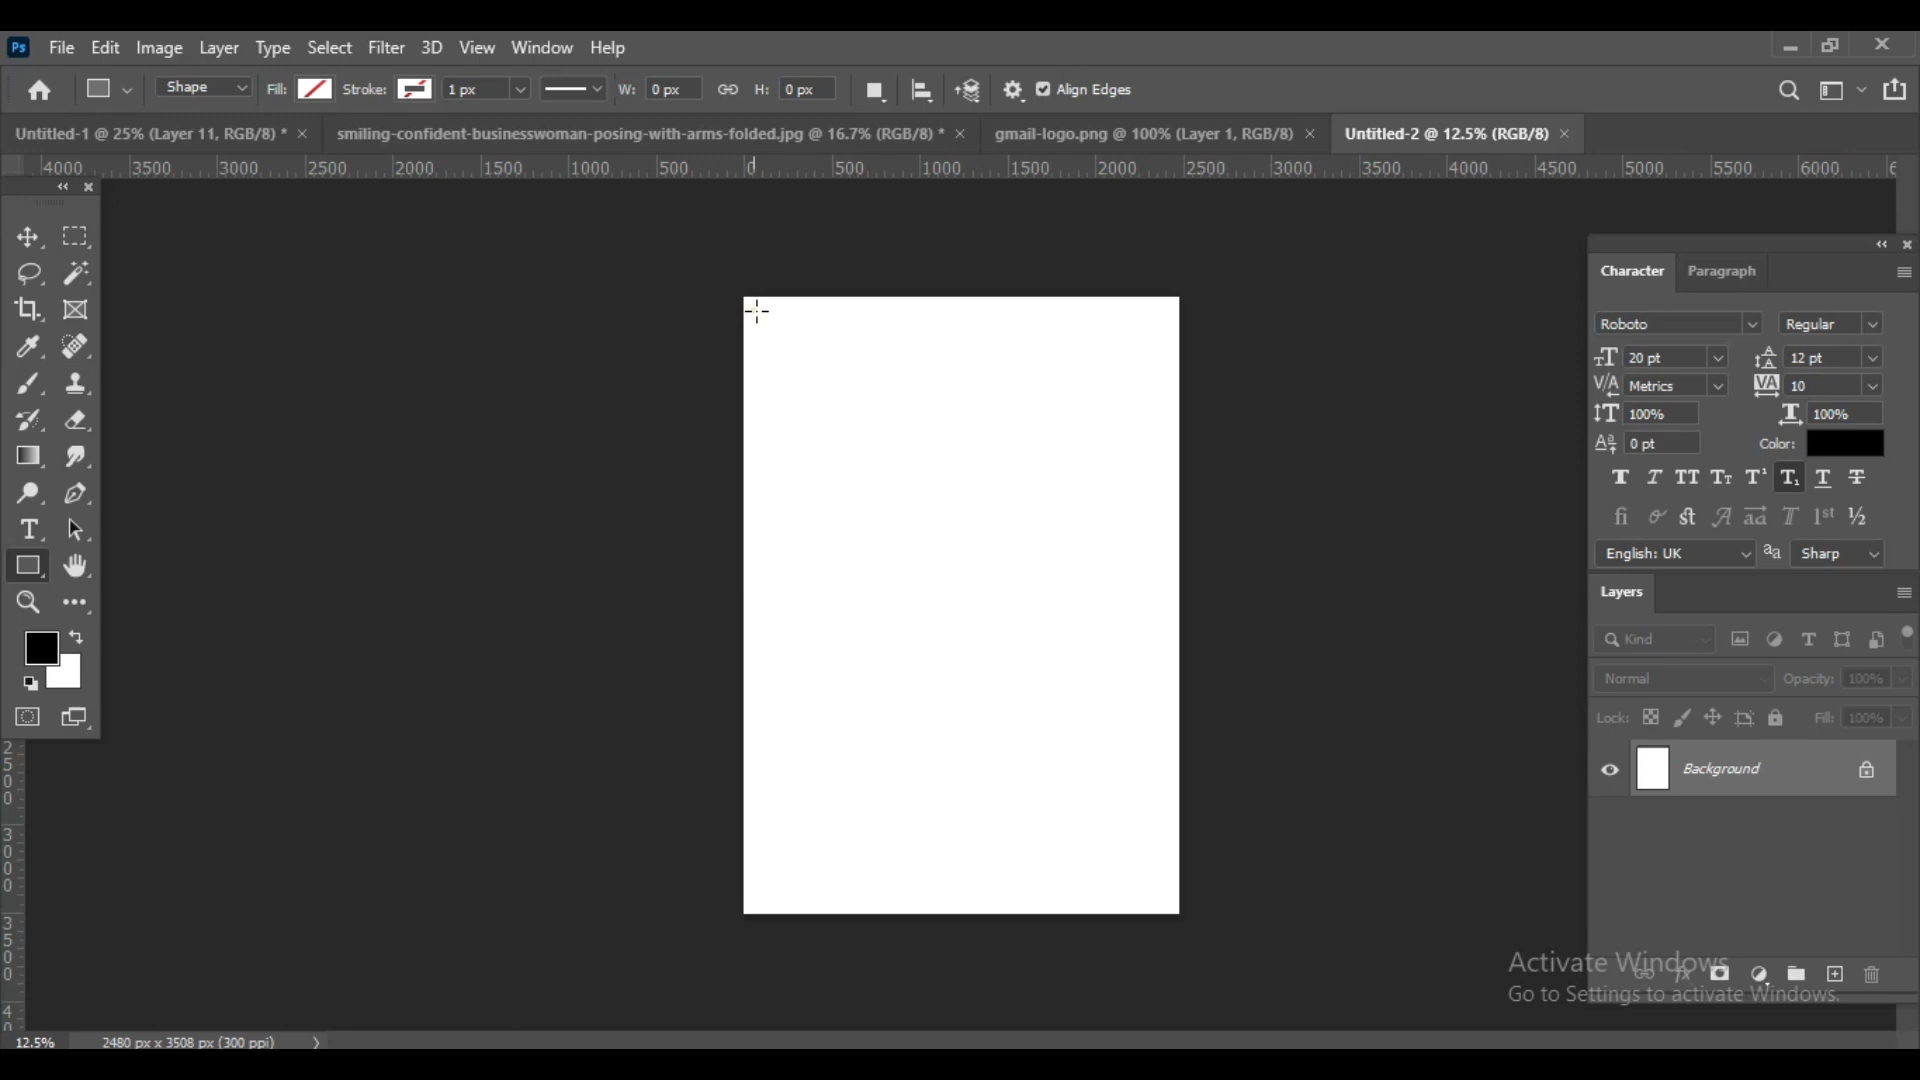 Ps File Edit Image Layer Type Select Filter 3D View Window Help
Shape Fill: Stroke: 1 px W: 0 px H: 0 px Align Edges
Untitled-1 @ 25% (Layer 11, RGB/8) * smiling-confident-businesswoman-posing-with-arms-folded.jpg @ 16.7% (RGB/8) * gmail-logo.png @ 100% (Layer 1, RGB/8) Untitled-2 @ 12.5% (RGB/8)
4000 3500 3000 2500 2000 1500 1000 500 0 500 1000 1500 2000 2500 3000 3500 4000 4500 5000 5500 6000
Character Paragraph
Roboto Regular
20 pt 12 pt
Metrics 10
100% 100%
0 pt Color:
English: UK Sharp
Layers
Kind
Normal Opacity: 100%
Lock: Fill: 100%
Background
2500
3000
3500
Activate Windows
Go to Settings to activate Windows.
12.5% 2480 px x 3508 px (300 ppi)